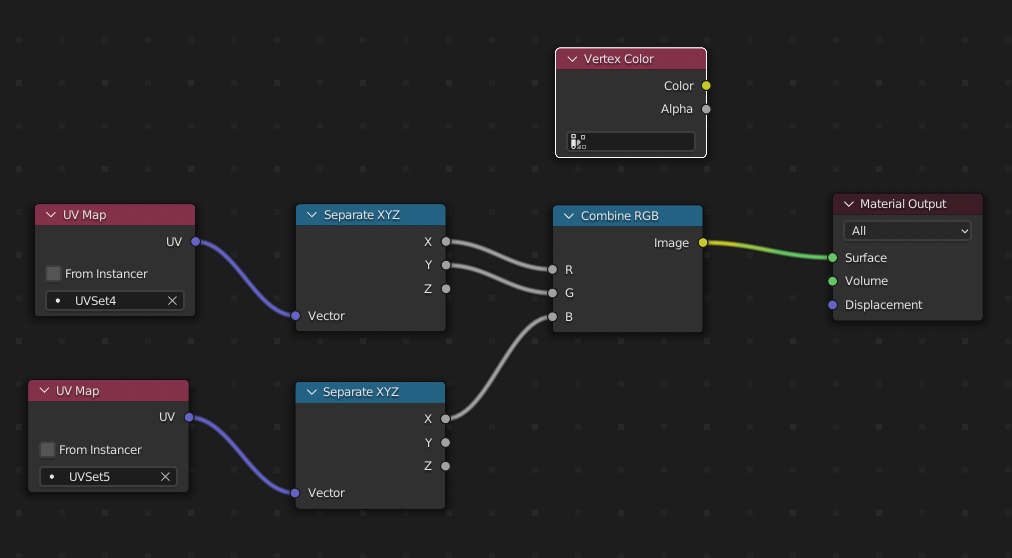 Vertex Color
Color
Alpha
UV Map
UV
From Instancer
UVSet4
Separate XYZ
X
Y
Z
Vector
Combine RGB
Image
R
G
B
Material Output
All
Surface
Volume
Displacement
UV Map
UV
From Instancer
UVSet5
Separate XYZ
X
Y
Z
Vector